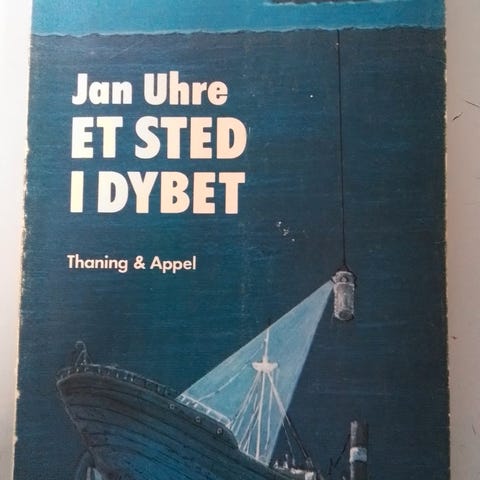 Jan Uhre
ET STED
I DYBET
Thaning & Appel